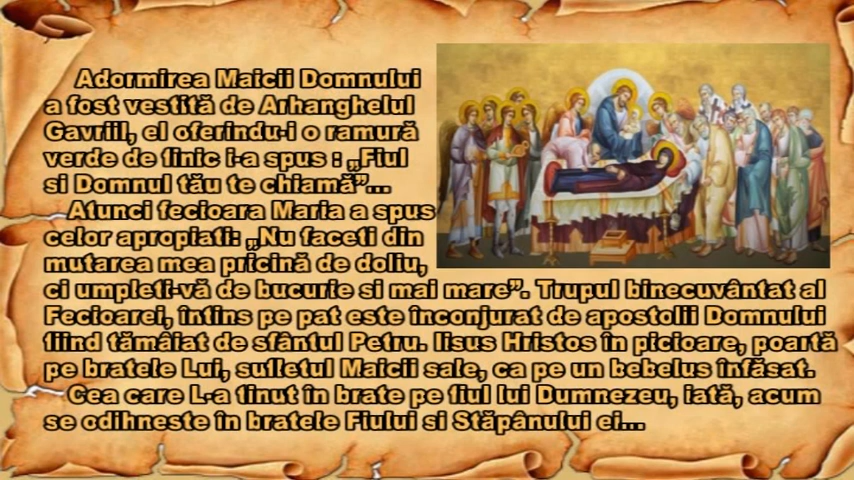 Adormirea Maicii Domnului
a fost vestită de Arhanghelul
Gavriil, el oferindu-i o ramură
verde de finic i-a spus : „Fiul
si Domnul tău te chiamă”...
Atunci fecioara Maria a spus
celor apropiati: „Nu faceti din
mutarea mea pricină de doliu,
ci umpleti-vă de bucurie si mai mare”. Trupul binecuvântat al
Fecioarei, întins pe pat este înconjurat de apostolii Domnului
fiind tămâiat de sfântul Petru. Iisus Hristos în picioare, poartă
pe bratele Lui, sufletul Maicii sale, ca pe un bebelus înfăsat.
Cea care L-a tinut în brate pe fiul lui Dumnezeu, iată, acum
se odihneste în bratele Fiului si Stăpânului ei...